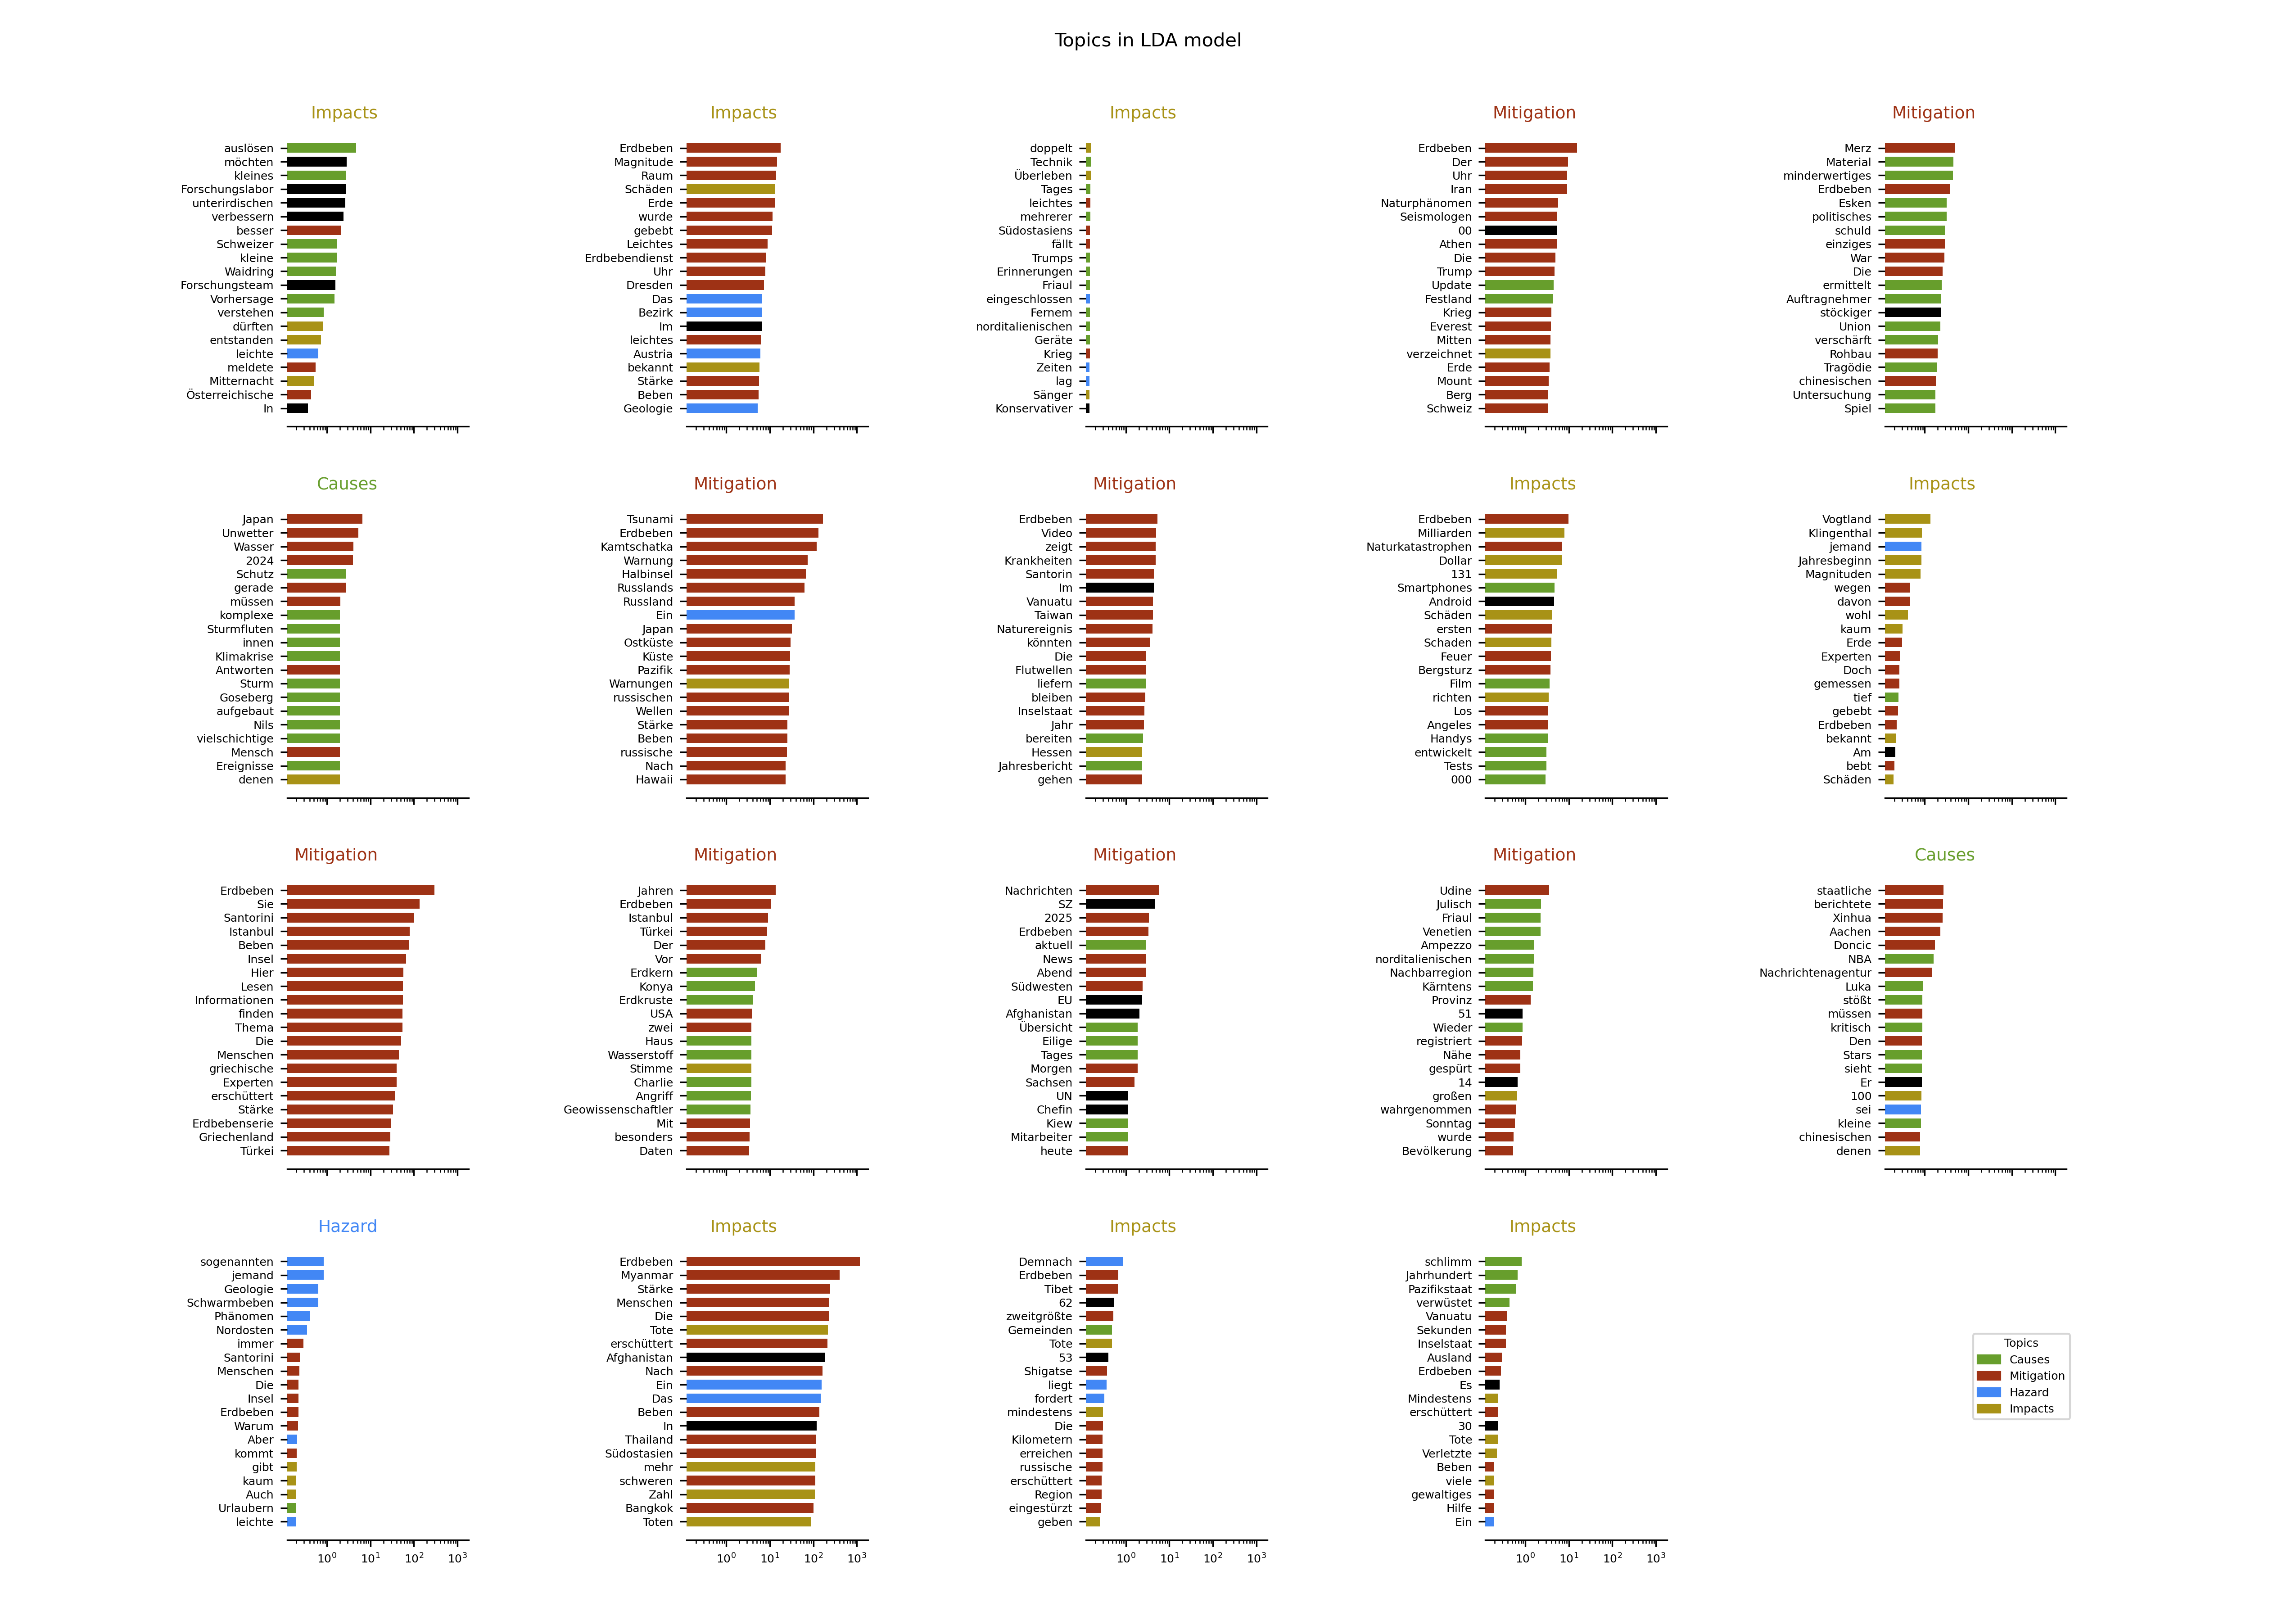 Topics in LDA model
Impacts
auslösen
möchten
kleines
Forschungslabor
unterirdischen
verbessern
besser
Schweizer
kleine
Waidring
Forschungsteam
Vorhersage
verstehen
dürften
entstanden
leichte
meldete
Mitternacht
Österreichische
In
Impacts
Erdbeben
Magnitude
Raum
Schäden
Erde
wurde
gebebt
Leichtes
Erdbebendienst
Uhr
Dresden
Das
Bezirk
Im
leichtes
Austria
bekannt
Stärke
Beben
Geologie
Impacts
doppelt
Technik
Überleben
Tages
leichtes
mehrerer
Südostasiens
fällt
Trumps
Erinnerungen
Friaul
eingeschlossen
Fernem
norditalienischen
Geräte
Krieg
Zeiten
lag
Sänger
Konservativer
Mitigation
Erdbeben
Der
Uhr
Iran
Naturphänomen
Seismologen
00
Athen
Die
Trump
Update
Festland
Krieg
Everest
Mitten
verzeichnet
Erde
Mount
Berg
Schweiz
Mitigation
Merz
Material
minderwertiges
Erdbeben
Esken
politisches
schuld
einziges
War
Die
ermittelt
Auftragnehmer
stöckiger
Union
verschärft
Rohbau
Tragödie
chinesischen
Untersuchung
Spiel
Causes
Japan
Unwetter
Wasser
2024
Schutz
gerade
müssen
komplexe
Sturmfluten
innen
Klimakrise
Antworten
Sturm
Goseberg
aufgebaut
Nils
vielschichtige
Mensch
Ereignisse
denen
Mitigation
Tsunami
Erdbeben
Kamtschatka
Warnung
Halbinsel
Russlands
Russland
Ein
Japan
Ostküste
Küste
Pazifik
Warnungen
russischen
Wellen
Stärke
Beben
russische
Nach
Hawaii
Mitigation
Erdbeben
Video
zeigt
Krankheiten
Santorin
Im
Vanuatu
Taiwan
Naturereignis
könnten
Die
Flutwellen
liefern
bleiben
Inselstaat
Jahr
bereiten
Hessen
Jahresbericht
gehen
Impacts
Erdbeben
Milliarden
Naturkatastrophen
Dollar
131
Smartphones
Android
Schäden
ersten
Schaden
Feuer
Bergsturz
Film
richten
Los
Angeles
Handys
entwickelt
Tests
000
Impacts
Vogtland
Klingenthal
jemand
Jahresbeginn
Magnituden
wegen
davon
wohl
kaum
Erde
Experten
Doch
gemessen
tief
gebebt
Erdbeben
bekannt
Am
bebt
Schäden
Mitigation
Erdbeben
Sie
Santorini
Istanbul
Beben
Insel
Hier
Lesen
Informationen
finden
Thema
Die
Menschen
griechische
Experten
erschüttert
Stärke
Erdbebenserie
Griechenland
Türkei
Mitigation
Jahren
Erdbeben
Istanbul
Türkei
Der
Vor
Erdkern
Konya
Erdkruste
USA
zwei
Haus
Wasserstoff
Stimme
Charlie
Angriff
Geowissenschaftler
Mit
besonders
Daten
Mitigation
Nachrichten
SZ
2025
Erdbeben
aktuell
News
Abend
Südwesten
EU
Afghanistan
Übersicht
Eilige
Tages
Morgen
Sachsen
UN
Chefin
Kiew
Mitarbeiter
heute
Mitigation
Udine
Julisch
Friaul
Venetien
Ampezzo
norditalienischen
Nachbarregion
Kärntens
Provinz
51
Wieder
registriert
Nähe
gespürt
14
großen
wahrgenommen
Sonntag
wurde
Bevölkerung
Causes
staatliche
berichtete
Xinhua
Aachen
Doncic
NBA
Nachrichtenagentur
Luka
stößt
müssen
kritisch
Den
Stars
sieht
Er
100
sei
kleine
chinesischen
denen
Hazard
sogenannten
jemand
Geologie
Schwarmbeben
Phänomen
Nordosten
immer
Santorini
Menschen
Die
Insel
Erdbeben
Warum
Aber
kommt
gibt
kaum
Auch
Urlaubern
leichte
10⁰ 10¹ 10² 10³
Impacts
Erdbeben
Myanmar
Stärke
Menschen
Die
Tote
erschüttert
Afghanistan
Nach
Ein
Das
Beben
In
Thailand
Südostasien
mehr
schweren
Zahl
Bangkok
Toten
10⁰ 10¹ 10² 10³
Impacts
Demnach
Erdbeben
Tibet
62
zweitgrößte
Gemeinden
Tote
53
Shigatse
liegt
fordert
mindestens
Die
Kilometern
erreichen
russische
erschüttert
Region
eingestürzt
geben
10⁰ 10¹ 10² 10³
Impacts
schlimm
Jahrhundert
Pazifikstaat
verwüstet
Vanuatu
Sekunden
Inselstaat
Ausland
Erdbeben
Es
Mindestens
erschüttert
30
Tote
Verletzte
Beben
viele
gewaltiges
Hilfe
Ein
10⁰ 10¹ 10² 10³
Topics
Causes
Mitigation
Hazard
Impacts